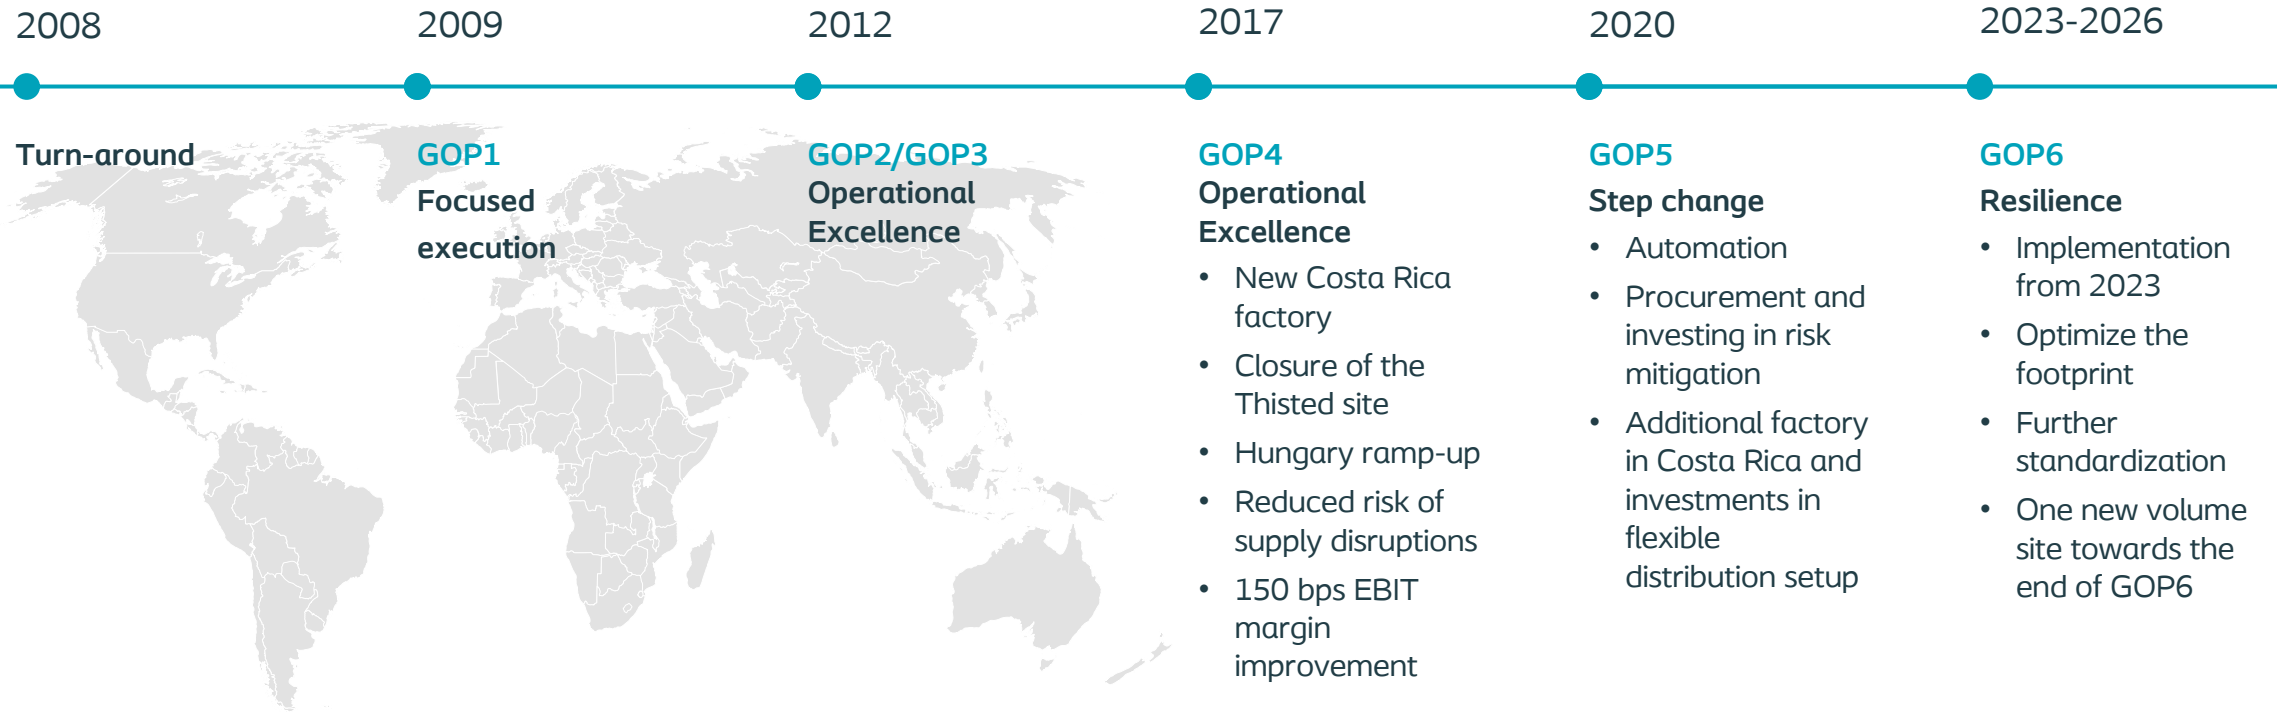 2008
2009
2012
2017
2020
2023-2026
Turn-around
GOP1
Focused
execution
GOP2/GOP3
Operational
Excellence
GOP4
Operational
Excellence
• New Costa Rica
factory
• Closure of the
Thisted site
• Hungary ramp-up
• Reduced risk of
supply disruptions
• 150 bps EBIT
margin
improvement
GOP5
Step change
• Automation
• Procurement and
investing in risk
mitigation
• Additional factory
in Costa Rica and
investments in
flexible
distribution setup
GOP6
Resilience
• Implementation
from 2023
• Optimize the
footprint
• Further
standardization
• One new volume
site towards the
end of GOP6